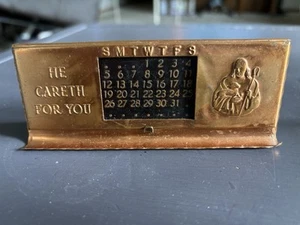 S M T W T F S
HE
CARETH
FOR YOU
1 2 3 4
5 6 7 8 9 10 11
12 13 14 15 16 17 18
19 20 21 22 23 24 25
26 27 28 29 30 31